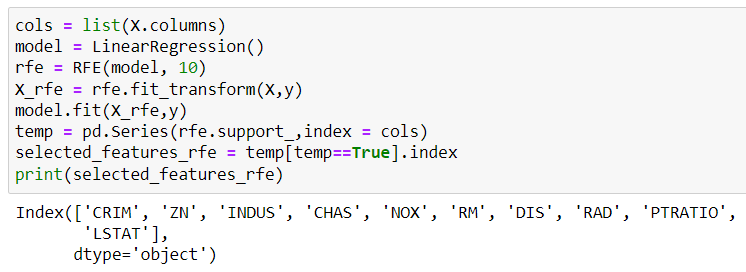 cols = list(X.columns)
model = LinearRegression()
rfe = RFE(model, 10)
X_rfe = rfe.fit_transform(X,y)
model.fit(X_rfe,y)
temp = pd.Series(rfe.support_,index = cols)
selected_features_rfe = temp[temp==True].index
print(selected_features_rfe)
Index(['CRIM', 'ZN', 'INDUS', 'CHAS', 'NOX', 'RM', 'DIS', 'RAD', 'PTRATIO',
'LSTAT'],
dtype='object')